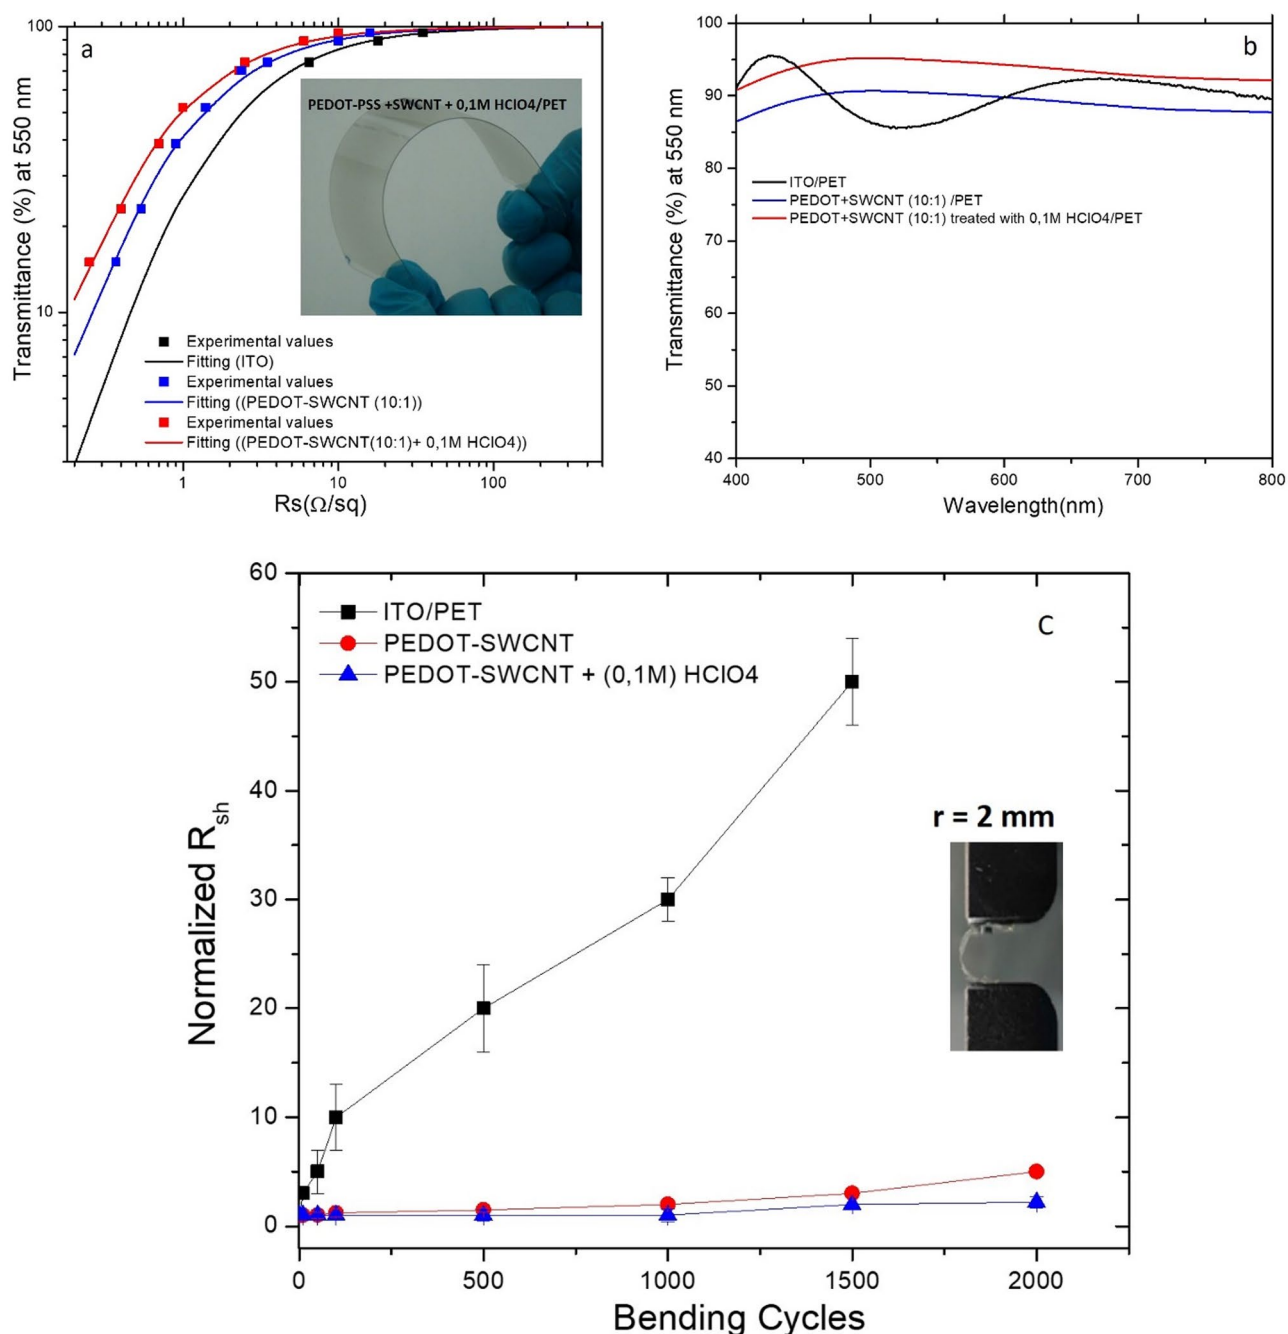 a
Transmittance (%) at 550 nm
100
10
PEDOT-PSS +SWCNT + 0,1M HClO4/PET
Experimental values
Fitting (ITO)
Experimental values
Fitting ((PEDOT-SWCNT (10:1))
Experimental values
Fitting ((PEDOT-SWCNT(10:1)+ 0,1M HClO4))
1 10 100
Rs(Ω/sq)
b
Transmittance (%) at 550 nm
100
90
85
75
80
70
65
60
50
40
ITO/PET
PEDOT+SWCNT (10:1) /PET
PEDOT+SWCNT (10:1) treated with 0,1M HClO4/PET
400 500 600 700 800
Wavelength(nm)
C
Normalized Rsh
60
50
40
30
20
10
0
ITO/PET
PEDOT-SWCNT
PEDOT-SWCNT + (0,1M) HClO4
r = 2 mm
0 500 1000 1500 2000
Bending Cycles